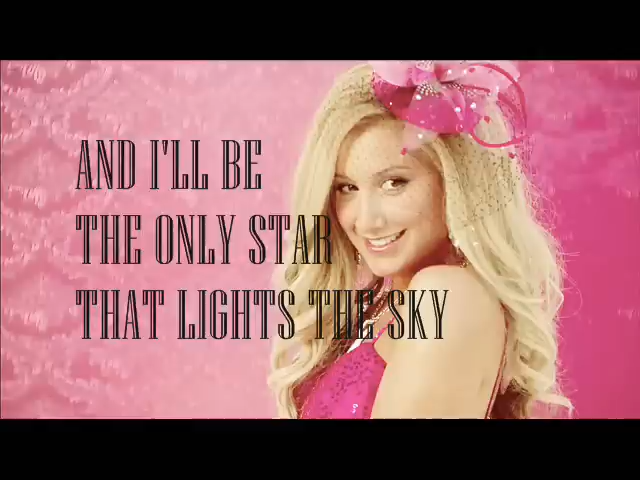 AND I'LL BE
THE ONLY STAR
THAT LIGHTS THE SKY